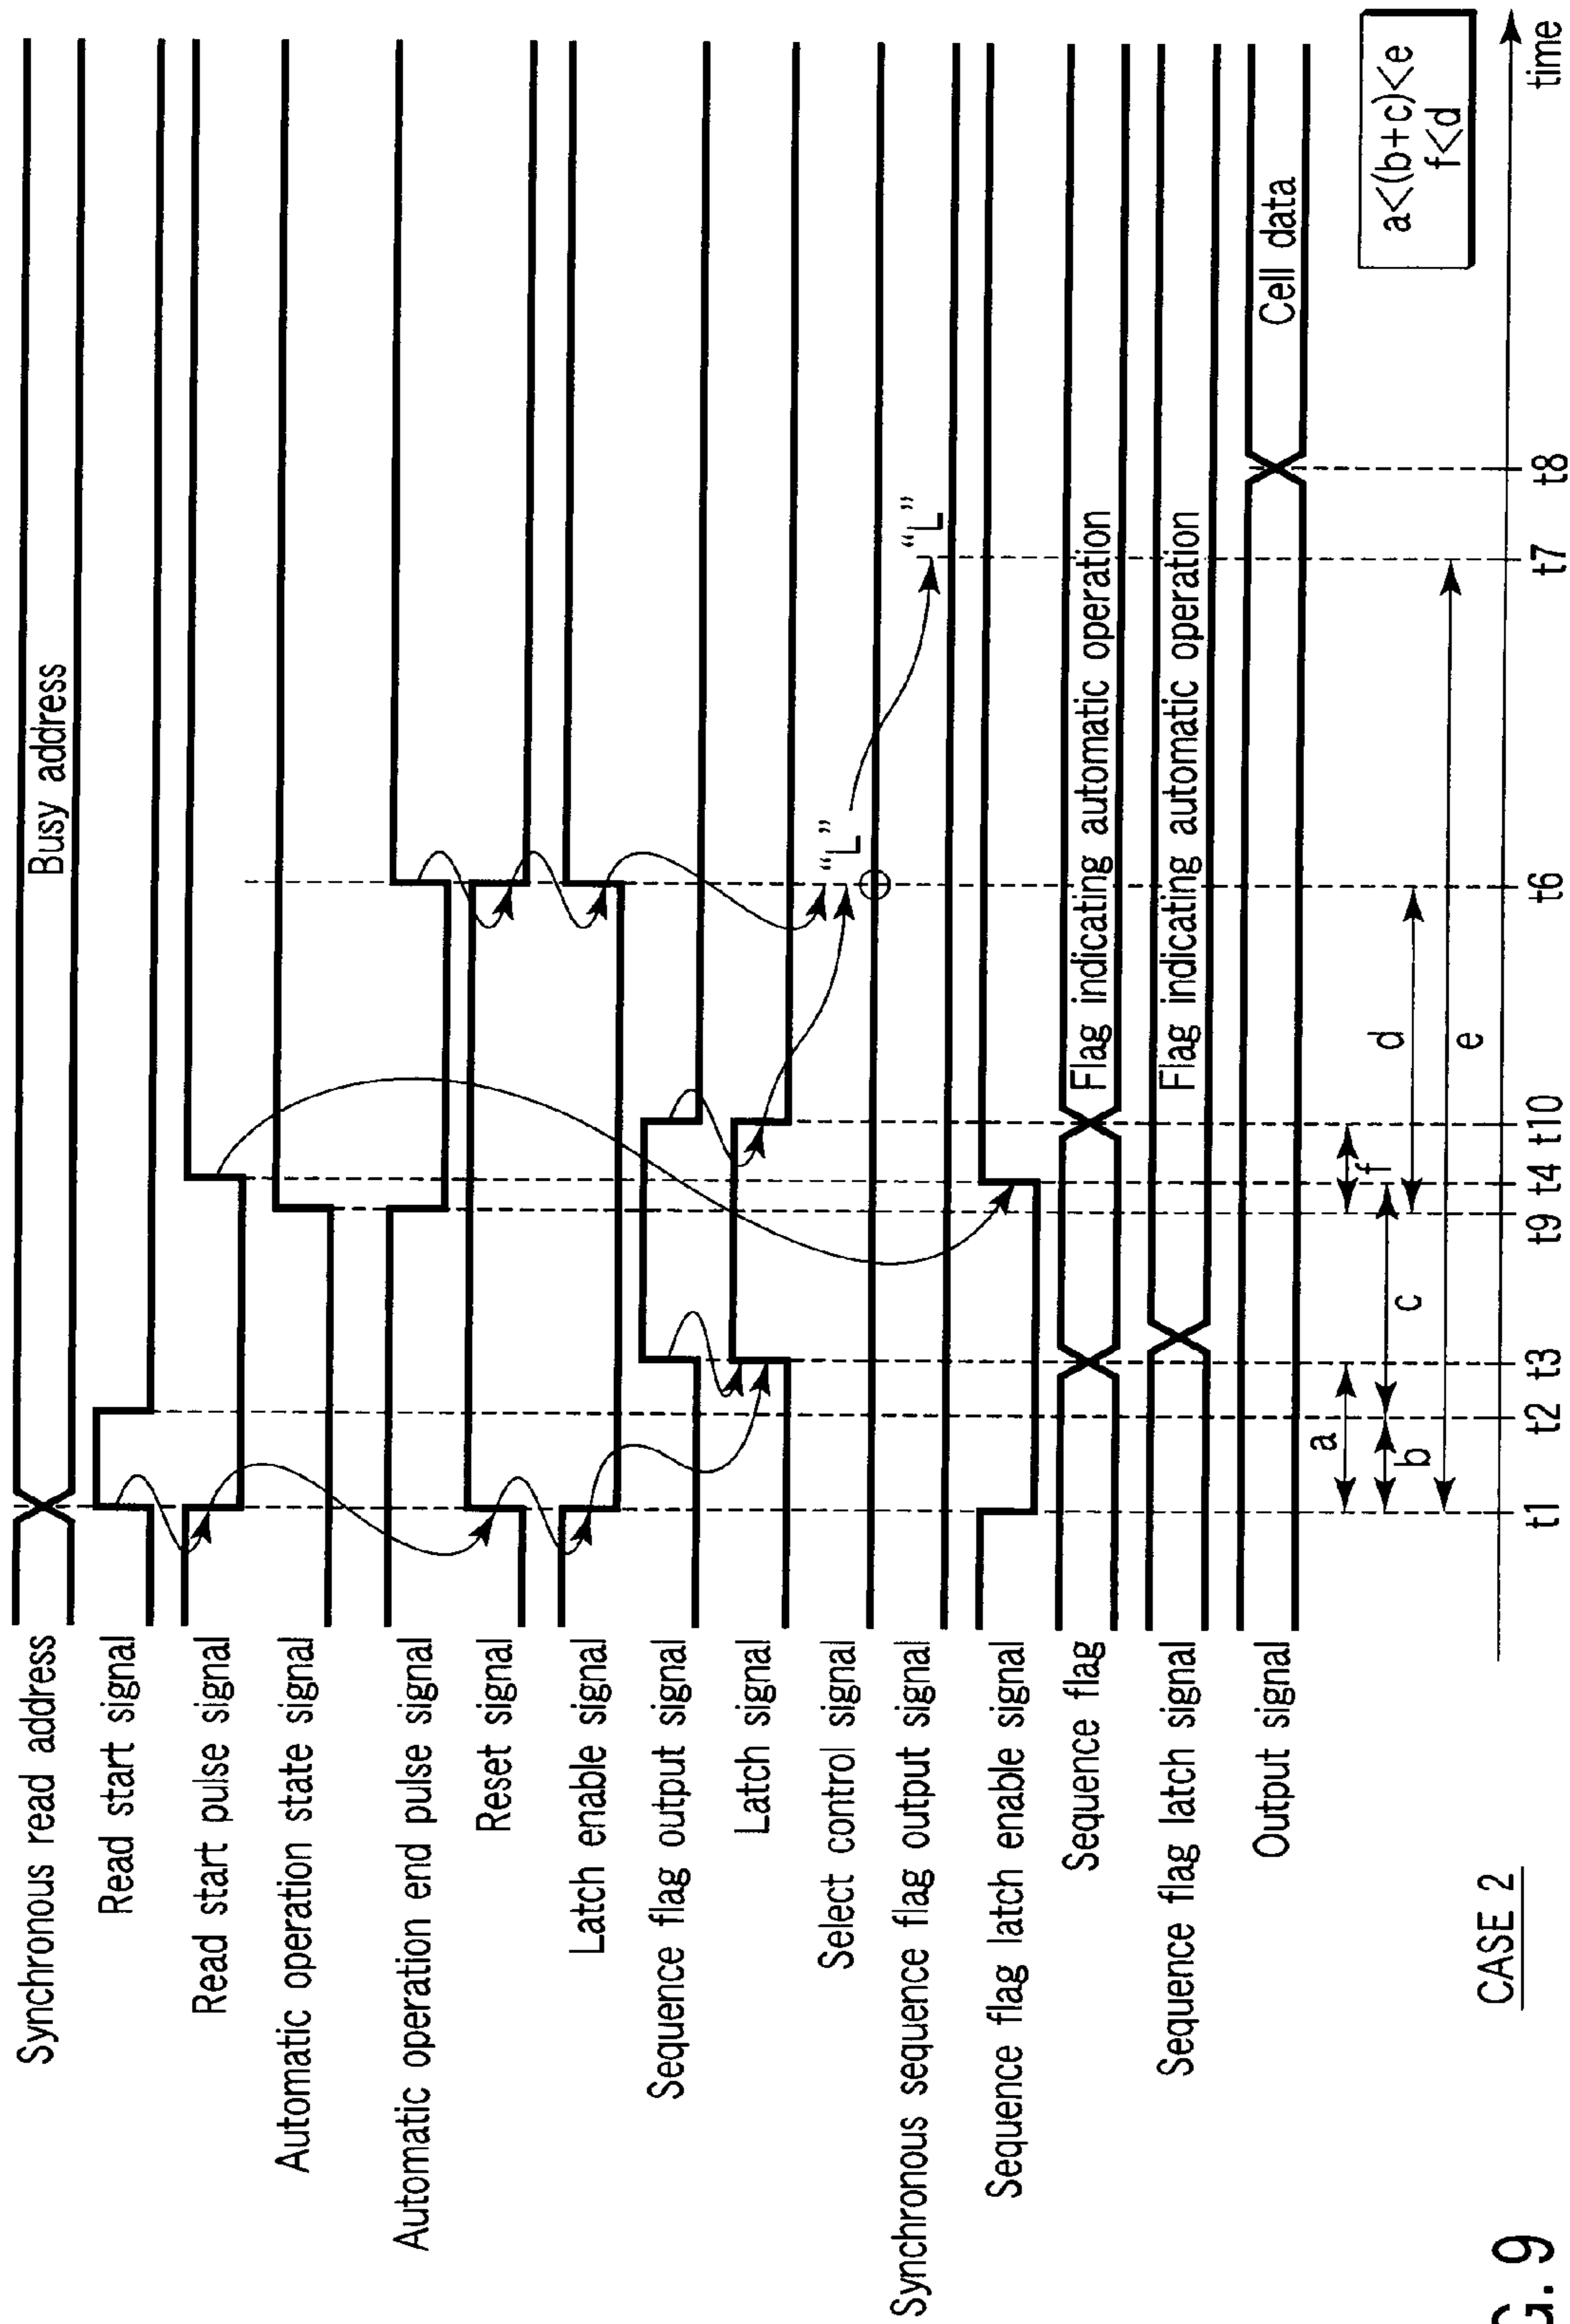 Synchronous read address
Busy address
Read start signal
Read start pulse signal
Automatic operation state signal
Automatic operation end pulse signal
Reset signal
Latch enable signal
Sequence flag output signal
Latch signal
Select control signal
“L”
Synchronous sequence flag output signal
“L”
Sequence flag latch enable signal
Sequence flag
Flag indicating automatic operation
Sequence flag latch signal
Flag indicating automatic operation
Output signal
Cell data
a
f
b
c
d
e
a<(b+c)<e
f<d
t1 t2 t3 t9 t4 t10 t6 t7 t8 time
CASE 2
G. 9